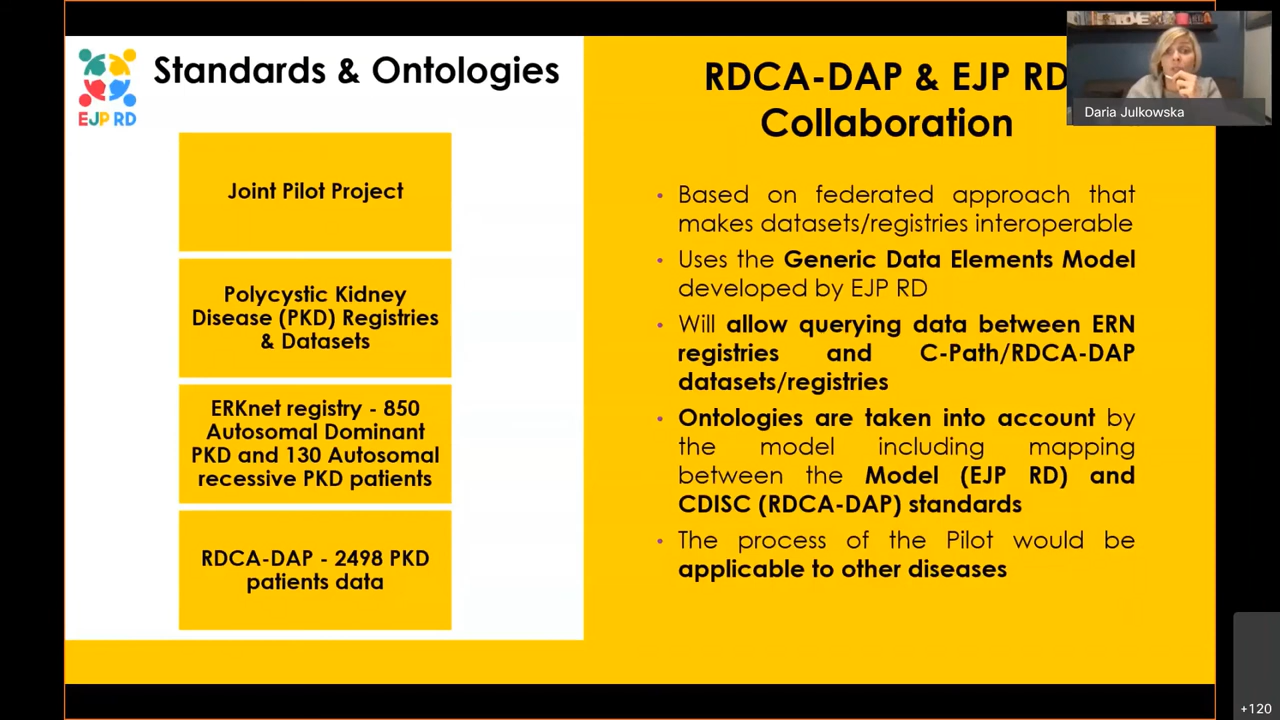 Standards & Ontologies
EJP RD
Joint Pilot Project
Polycystic Kidney
Disease (PKD) Registries
& Datasets
ERKnet registry - 850
Autosomal Dominant
PKD and 130 Autosomal
recessive PKD patients
RDCA-DAP - 2498 PKD
patients data
RDCA-DAP & EJP RD
Collaboration
• Based on federated approach that
makes datasets/registries interoperable
• Uses the Generic Data Elements Model
developed by EJP RD
• Will allow querying data between ERN
registries and C-Path/RDCA-DAP
datasets/registries
• Ontologies are taken into account by
the model including mapping
between the Model (EJP RD) and
CDISC (RDCA-DAP) standards
• The process of the Pilot would be
applicable to other diseases
Daria Julkowska
+120